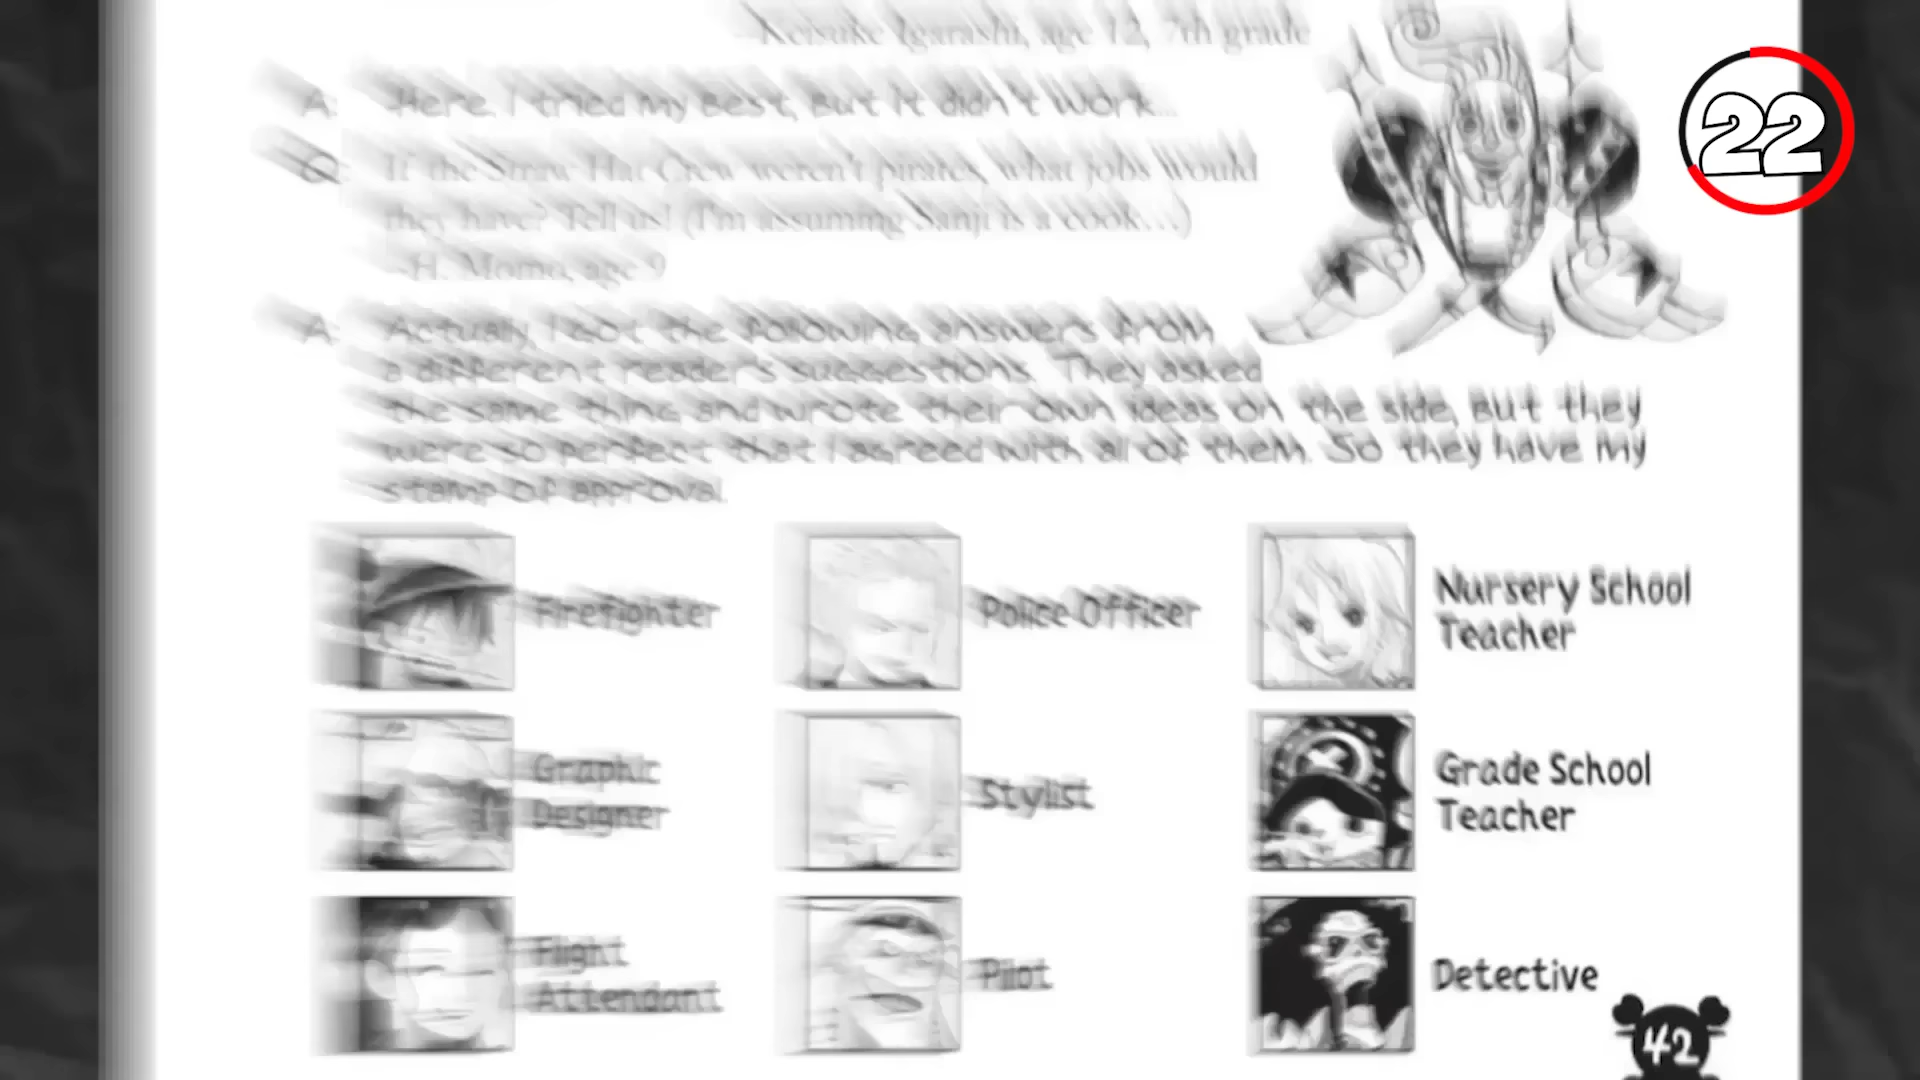 -Keisuke Igarashi, age 12, 7th grade
22
A: Here, I tried my best, but it didn't work...
Q: If the Straw Hat Crew weren't pirates, what jobs would
they have? Tell us! (I'm assuming Sanji is a cook...)
-H. Momo, age 9
A: Actually, I got the following answers from
a different reader's suggestions. They asked
the same thing and wrote their own ideas on the side, but they
were so perfect that I agreed with all of them. So they have my
stamp of approval.
Firefighter
Police Officer
Nursery School
Teacher
Graphic
Designer
Stylist
Grade School
Teacher
Flight
Attendant
Pilot
Detective
42